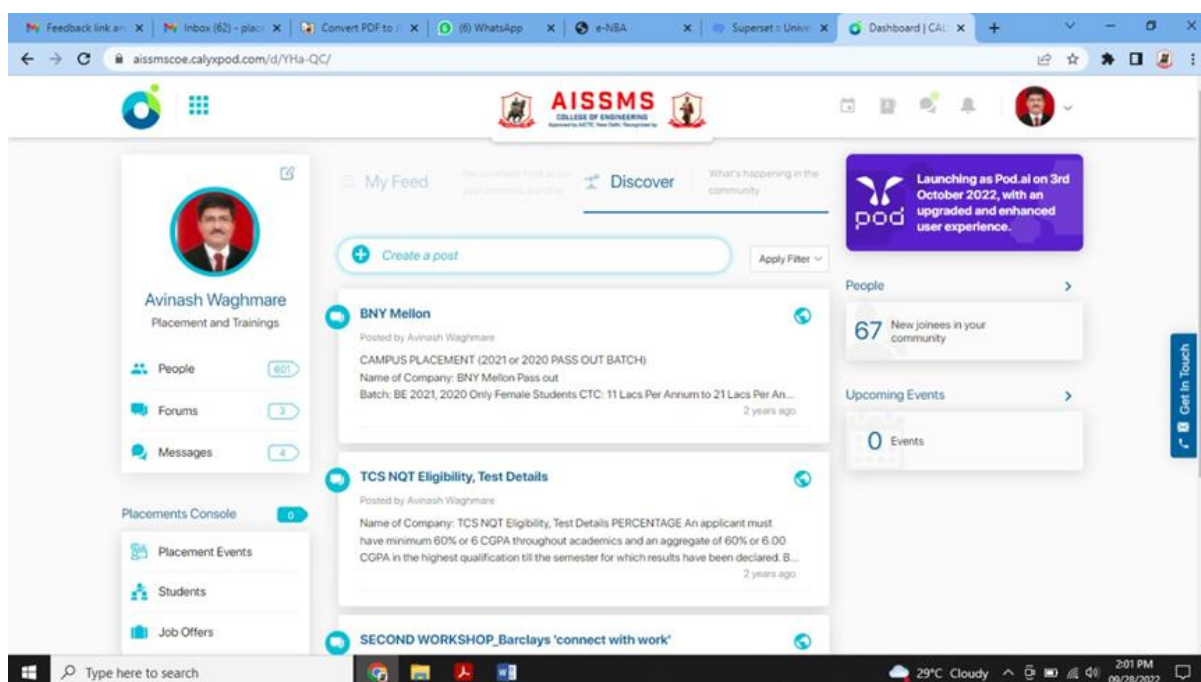 Feedback link an
Inbox (62) - place
Convert PDF to
(6) WhatsApp
e-NBA
Superset :: Univer
Dashboard | CAL
aissmscoe.calyxpod.com/d/YHa-QC/
AISSMS
COLLEGE OF ENGINEERING
My Feed
Discover
What's happening in the
community
Launching as Pod.ai on 3rd
October 2022, with an
upgraded and enhanced
user experience.
pod
Create a post
Apply Filter
Avinash Waghmare
Placement and Trainings
People 601
Forums 3
Messages 4
Placements Console 0
Placement Events
Students
Job Offers
BNY Mellon
Posted by Avinash Waghmare
CAMPUS PLACEMENT (2021 or 2020 PASS OUT BATCH)
Name of Company: BNY Mellon Pass out
Batch: BE 2021, 2020 Only Female Students CTC: 11 Lacs Per Annum to 21 Lacs Per An...
2 years ago
TCS NQT Eligibility, Test Details
Posted by Avinash Waghmare
Name of Company: TCS NQT Eligibility, Test Details PERCENTAGE An applicant must
have minimum 60% or 6 CGPA throughout academics and an aggregate of 60% or 6.00
CGPA in the highest qualification till the semester for which results have been declared. B...
2 years ago
SECOND WORKSHOP_Barclays 'connect with work'
People
67 New joinees in your
community
Upcoming Events
0 Events
Get In Touch
Type here to search
29°C Cloudy
2:01 PM
09/28/2022